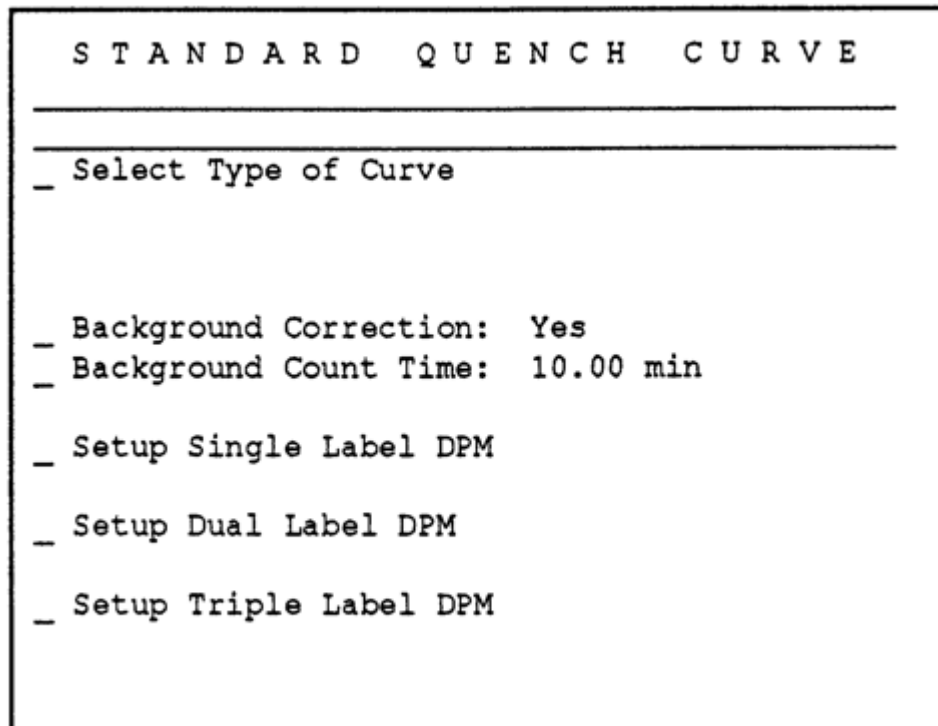 S T A N D A R D   Q U E N C H   C U R V E
_ Select Type of Curve
_ Background Correction:  Yes
_ Background Count Time:  10.00 min
_ Setup Single Label DPM
_ Setup Dual Label DPM
_ Setup Triple Label DPM